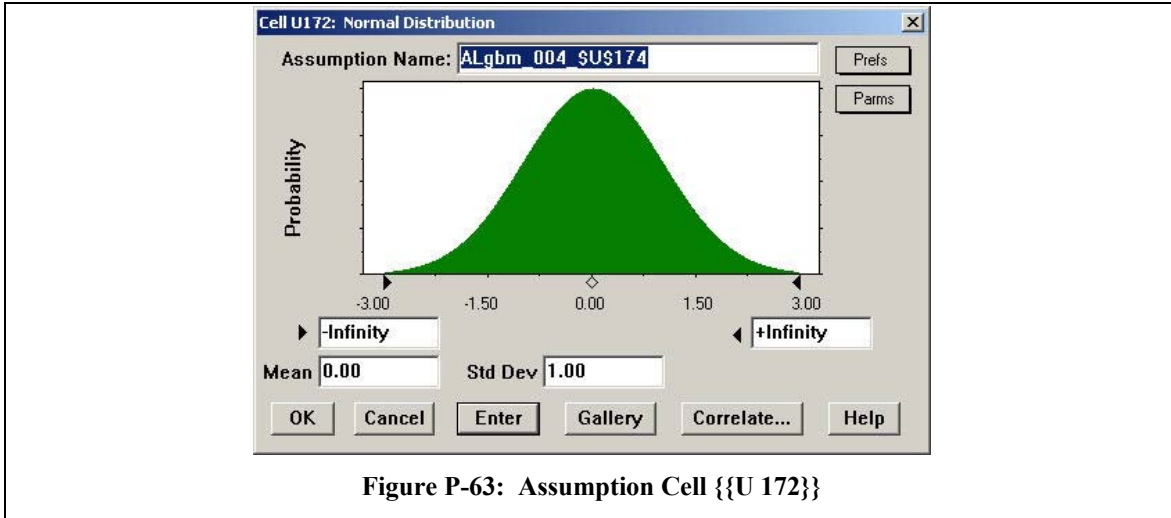 Cell U172: Normal Distribution
Assumption Name: ALgbm_004_$U$174
Prefs
Parms
Probability
-3.00 -1.50 0.00 1.50 3.00
-Infinity +Infinity
Mean 0.00 Std Dev 1.00
OK Cancel Enter Gallery Correlate... Help
Figure P-63: Assumption Cell {{U 172}}